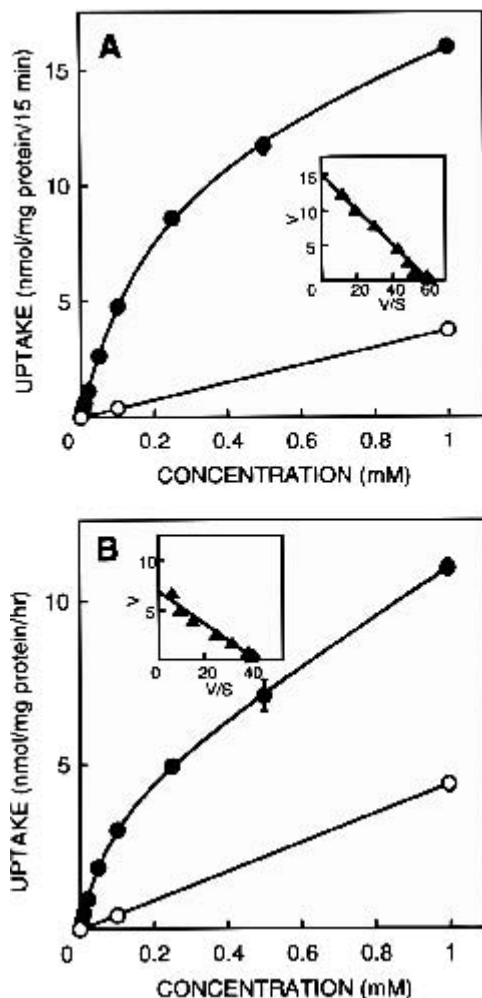 A
UPTAKE (nmol/mg protein/15 min)
15
10
5
0
0.2 0.4 0.6 0.8 1
CONCENTRATION (mM)
V
15
10
5
0 20 40 60
V/S
B
UPTAKE (nmol/mg protein/hr)
10
5
0
0 0.2 0.4 0.6 0.8 1
CONCENTRATION (mM)
V
10
5
0 20 40
V/S